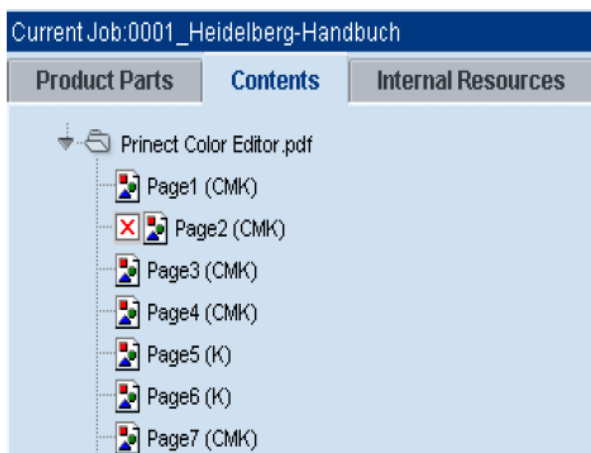 Current Job:0001_Heidelberg-Handbuch
Product Parts Contents Internal Resources
Prinect Color Editor.pdf
Page1 (CMK)
Page2 (CMK)
Page3 (CMK)
Page4 (CMK)
Page5 (K)
Page6 (K)
Page7 (CMK)